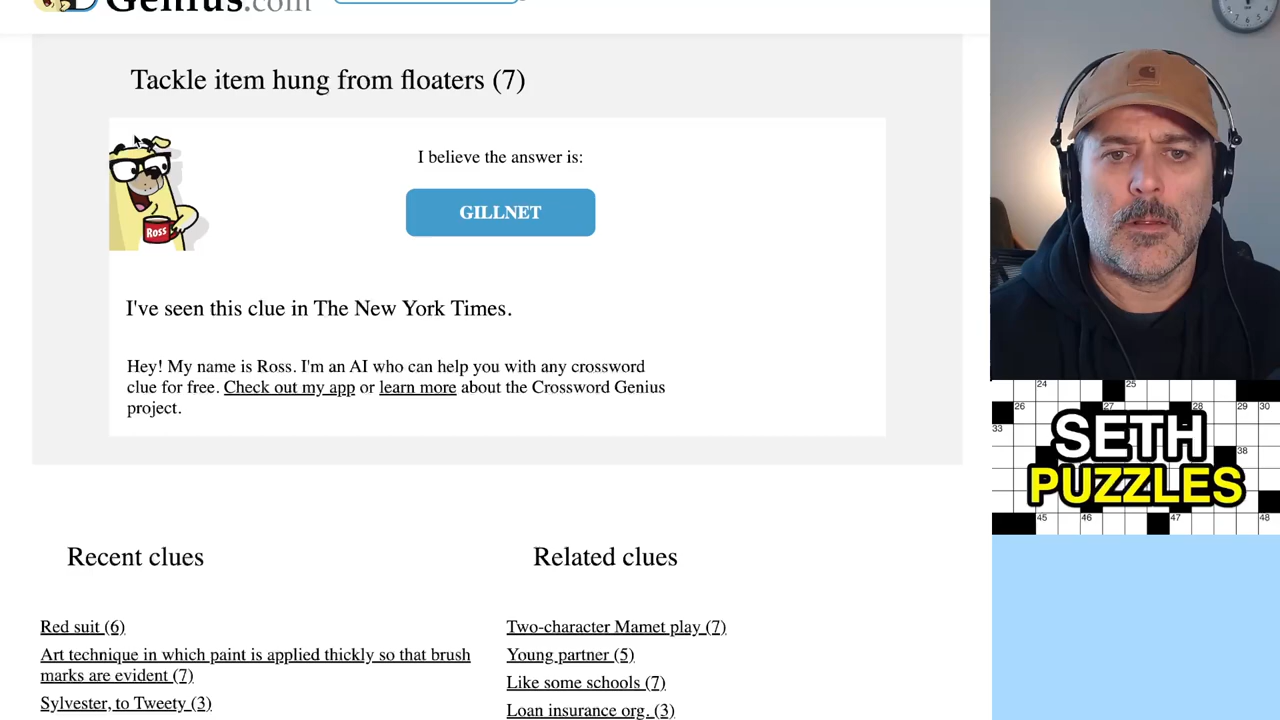 Genius.com
Tackle item hung from floaters (7)
I believe the answer is:
GILLNET
Ross
I've seen this clue in The New York Times.
Hey! My name is Ross. I'm an AI who can help you with any crossword
clue for free. Check out my app or learn more about the Crossword Genius
project.
Recent clues
Related clues
Red suit (6)
Art technique in which paint is applied thickly so that brush
marks are evident (7)
Sylvester, to Tweety (3)
Two-character Mamet play (7)
Young partner (5)
Like some schools (7)
Loan insurance org. (3)
24
25
26
27
28
29
30
33
SETH
38
PUZZLES
45
46
47
48